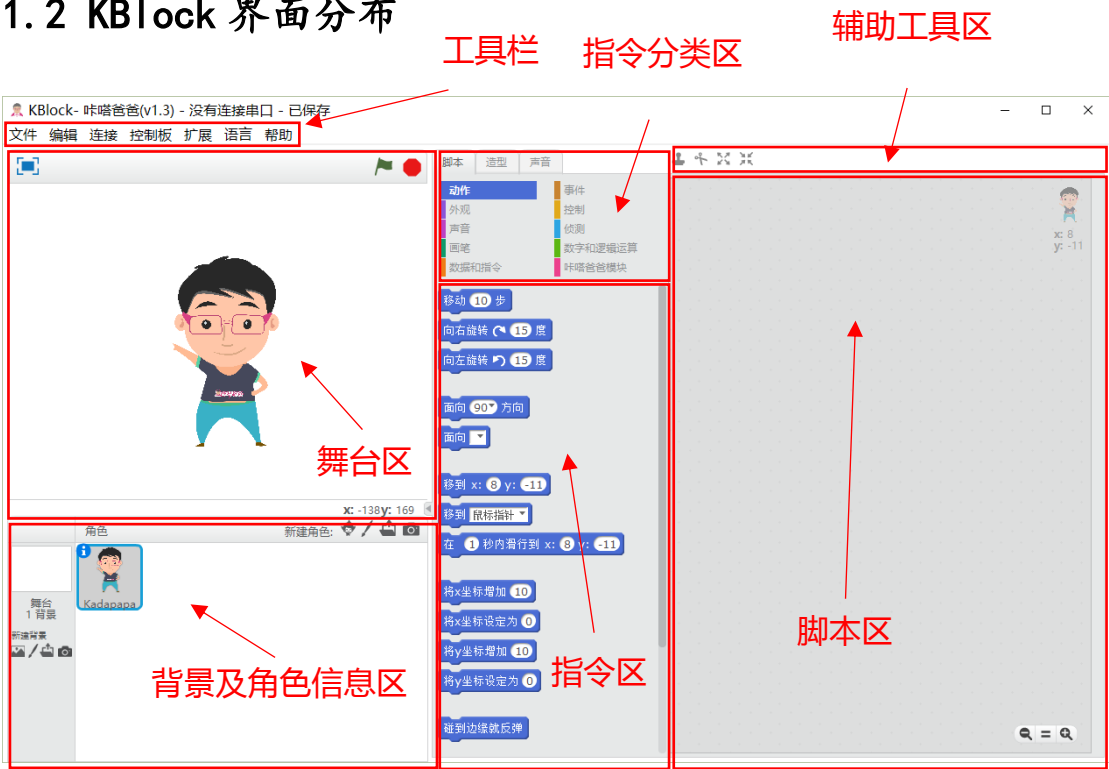 1.2 KBlock 界面分布
辅助工具区
工具栏 指令分类区
KBlock- 咔嗒爸爸(v1.3) - 没有连接串口 - 已保存
文件 编辑 连接 控制板 扩展 语言 帮助
脚本 造型 声音
动作 事件
外观 控制
声音 侦测
画笔 数字和逻辑运算
数据和指令 咔嗒爸爸模块
x: 8
y: -11
移动 10 步
向右旋转 15 度
向左旋转 15 度
面向 90 方向
面向
舞台区
移到 x: 8 y: -11
x: -138 y: 169
移到 鼠标指针
角色 新建角色:
在 1 秒内滑行到 x: 8 y: -11
Kadapapa
舞台
1 背景
新建背景
将x坐标增加 10
将x坐标设定为 0
将y坐标增加 10
将y坐标设定为 0
碰到边缘就反弹
脚本区
指令区
背景及角色信息区